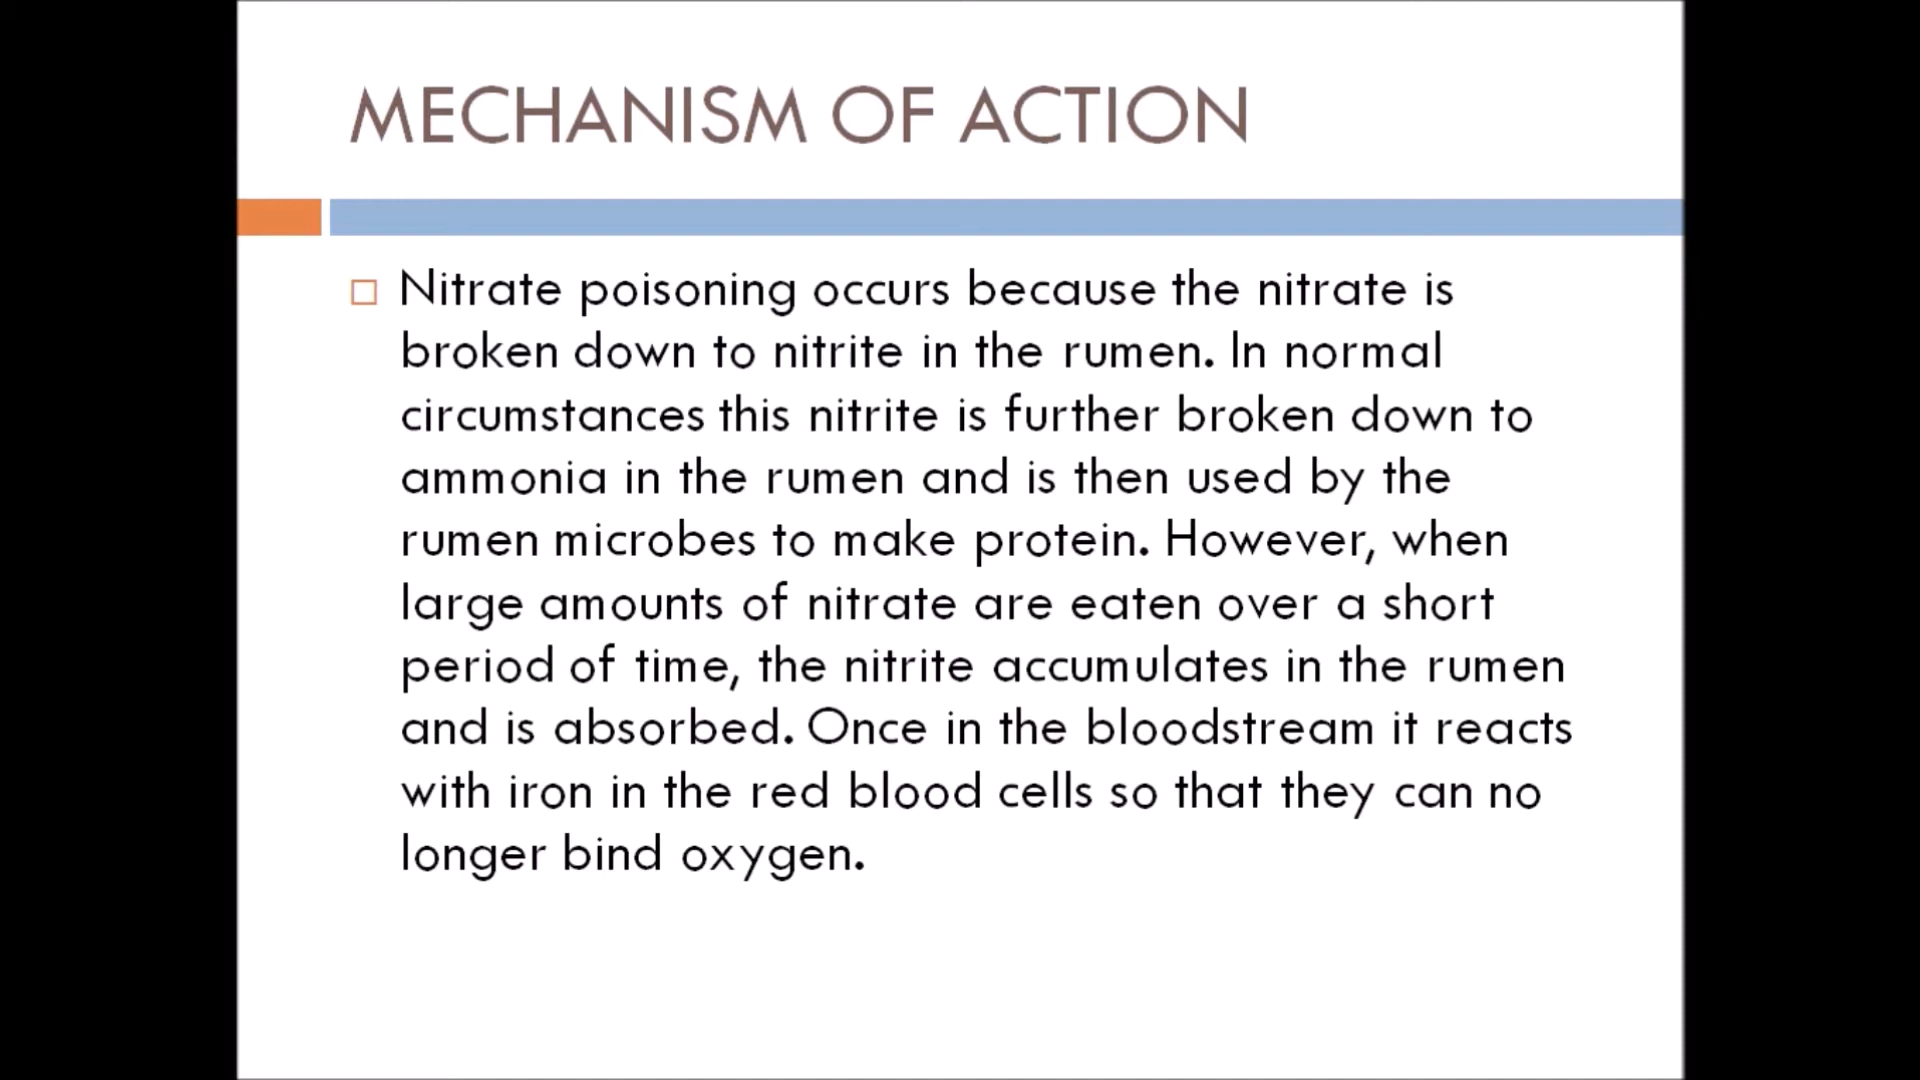 MECHANISM OF ACTION
Nitrate poisoning occurs because the nitrate is
broken down to nitrite in the rumen. In normal
circumstances this nitrite is further broken down to
ammonia in the rumen and is then used by the
rumen microbes to make protein. However, when
large amounts of nitrate are eaten over a short
period of time, the nitrite accumulates in the rumen
and is absorbed. Once in the bloodstream it reacts
with iron in the red blood cells so that they can no
longer bind oxygen.